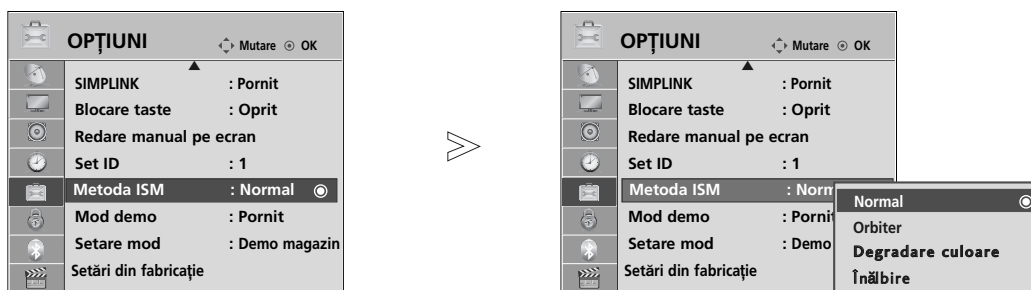 OPȚIUNI Mutare OK
SIMPLINK : Pornit
Blocare taste : Oprit
Redare manual pe ecran
Set ID : 1
Metoda ISM : Normal
Mod demo : Pornit
Setare mod : Demo magazin
Setări din fabricație
OPȚIUNI Mutare OK
SIMPLINK : Pornit
Blocare taste : Oprit
Redare manual pe ecran
Set ID : 1
Metoda ISM : Norm
Mod demo : Pornit
Setare mod : Demo
Setări din fabricație
Normal
Orbiter
Degradare culoare
Înălbire